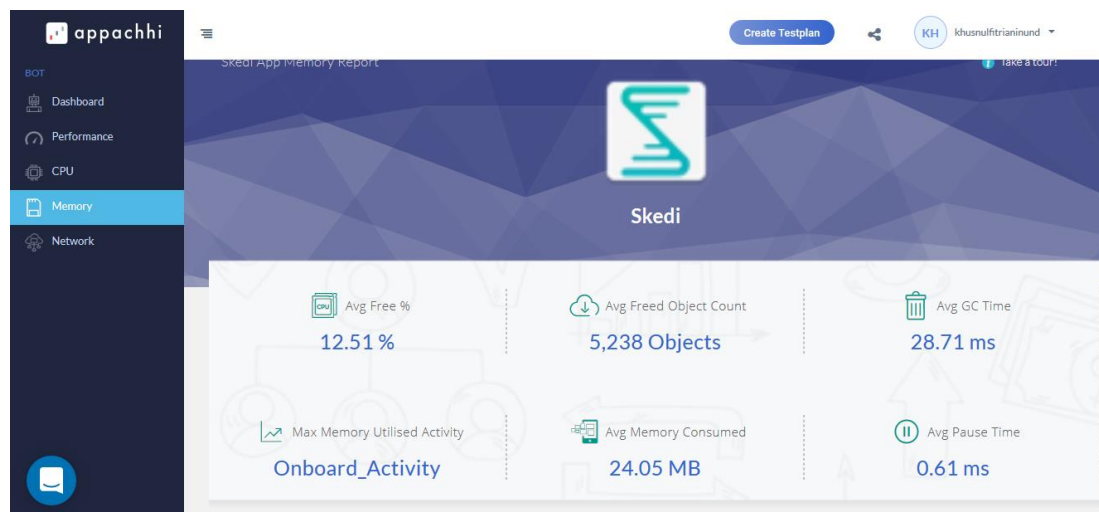 appachhi
Create Testplan
KH
khusnulfitrianinund
BOT
Dashboard
Performance
CPU
Memory
Network
Skedi App Memory Report
Take a tour!
Skedi
CPU
Avg Free %
12.51 %
Avg Freed Object Count
5,238 Objects
Avg GC Time
28.71 ms
Max Memory Utilised Activity
Onboard_Activity
Avg Memory Consumed
24.05 MB
Avg Pause Time
0.61 ms